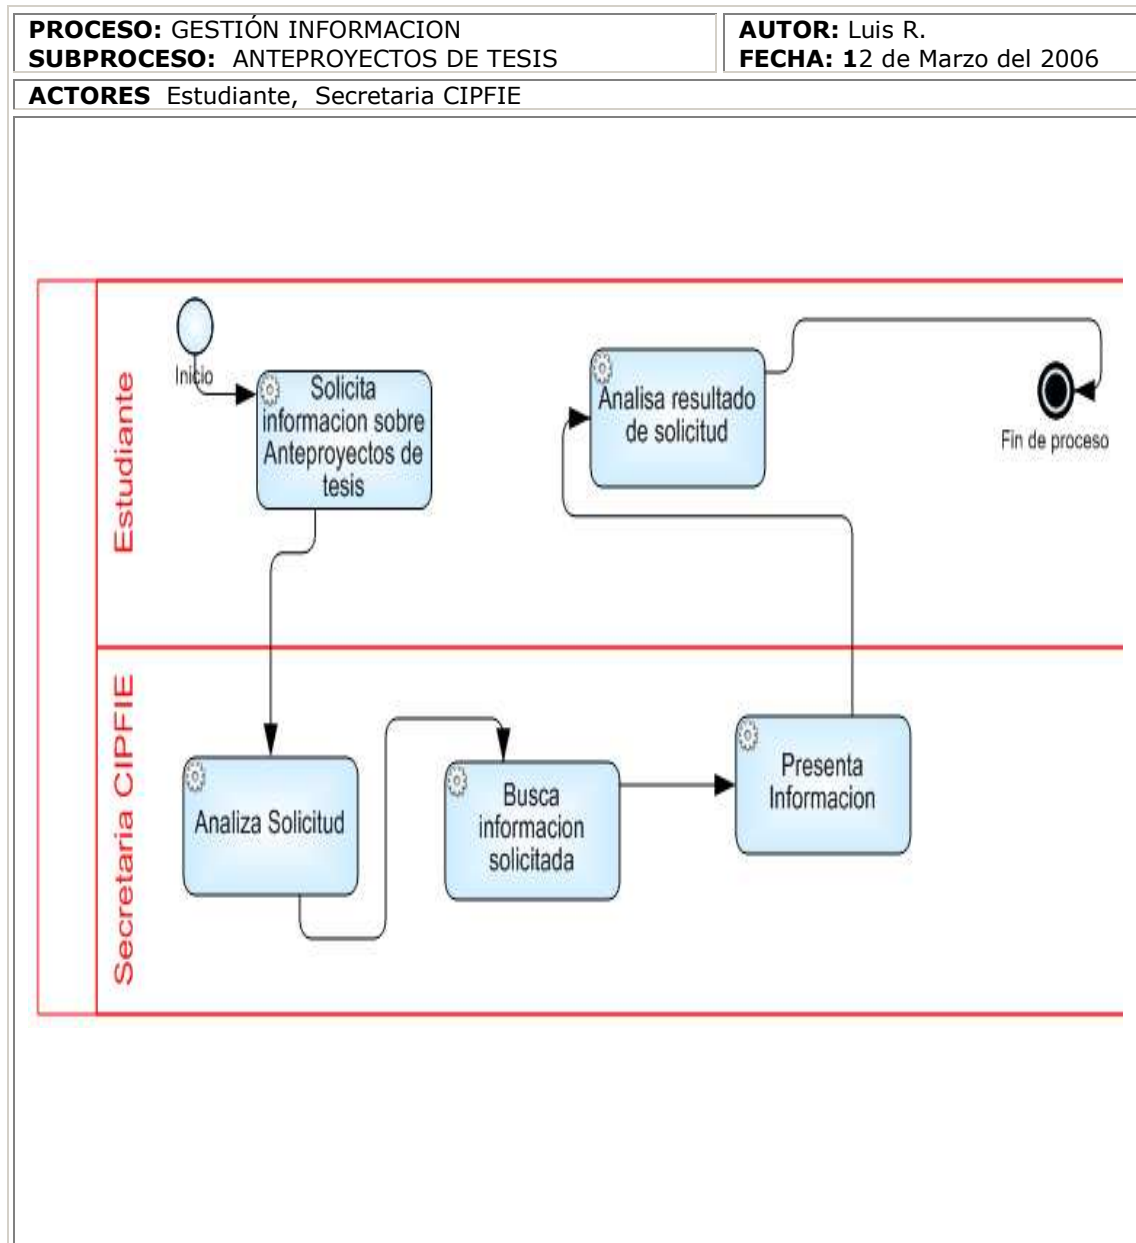 PROCESO: GESTIÓN INFORMACION
SUBPROCESO: ANTEPROYECTOS DE TESIS
AUTOR: Luis R.
FECHA: 12 de Marzo del 2006
ACTORES Estudiante, Secretaria CIPFIE
Estudiante
Inicio
Solicita
informacion sobre
Anteproyectos de
tesis
Analisa resultado
de solicitud
Fin de proceso
Secretaria CIPFIE
Analiza Solicitud
Busca
informacion
solicitada
Presenta
Informacion